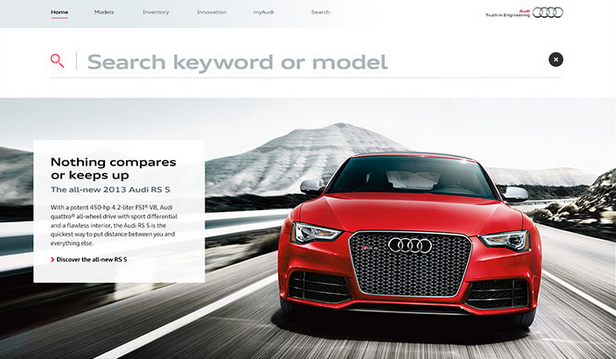 Home Models Inventory Innovation myAudi Search
Audi
Truth in Engineering
Search keyword or model
Nothing compares
or keeps up
The all-new 2013 Audi RS 5
With a potent 450-hp 4.2-liter FSI® V8, Audi
quattro® all-wheel drive with sport differential
and a flawless interior, the Audi RS 5 is the
quickest way to put distance between you and
everything else.
Discover the all-new RS 5